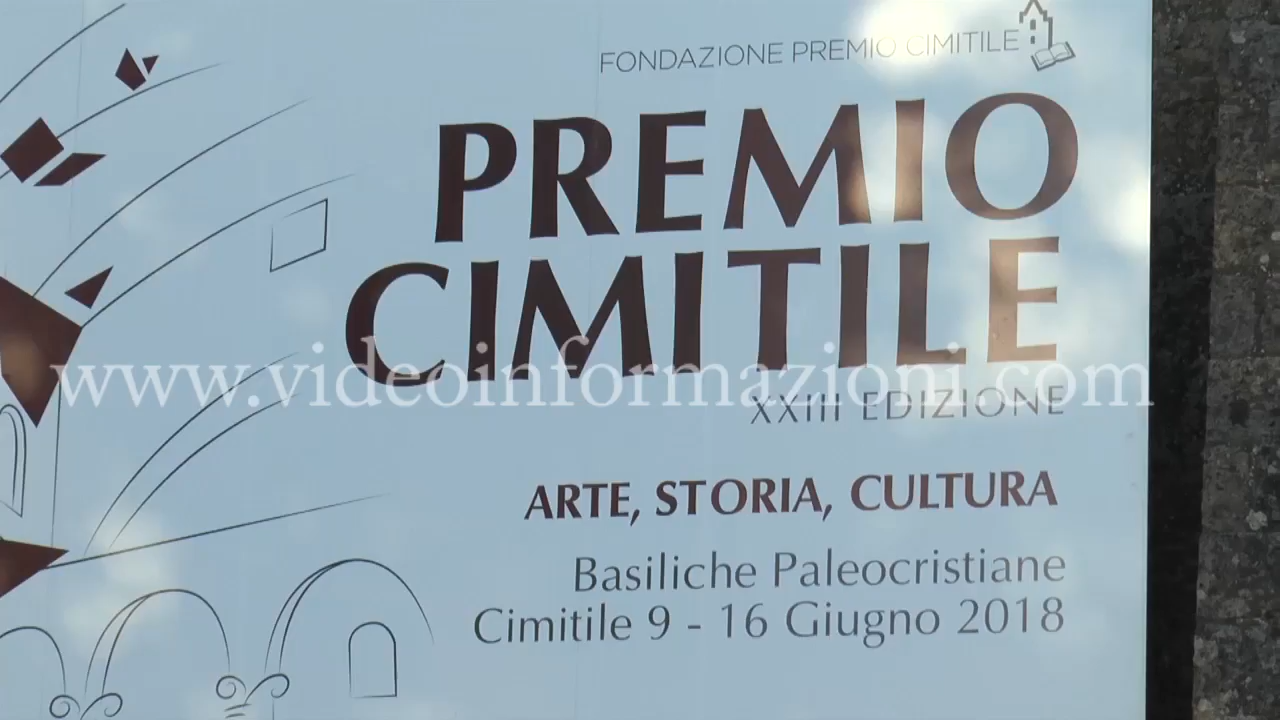 FONDAZIONE PREMIO CIMITILE
PREMIO
CIMITILE
www.videoinformazioni.com
XXIII EDIZIONE
ARTE, STORIA, CULTURA
Basiliche Paleocristiane
Cimitile 9 - 16 Giugno 2018